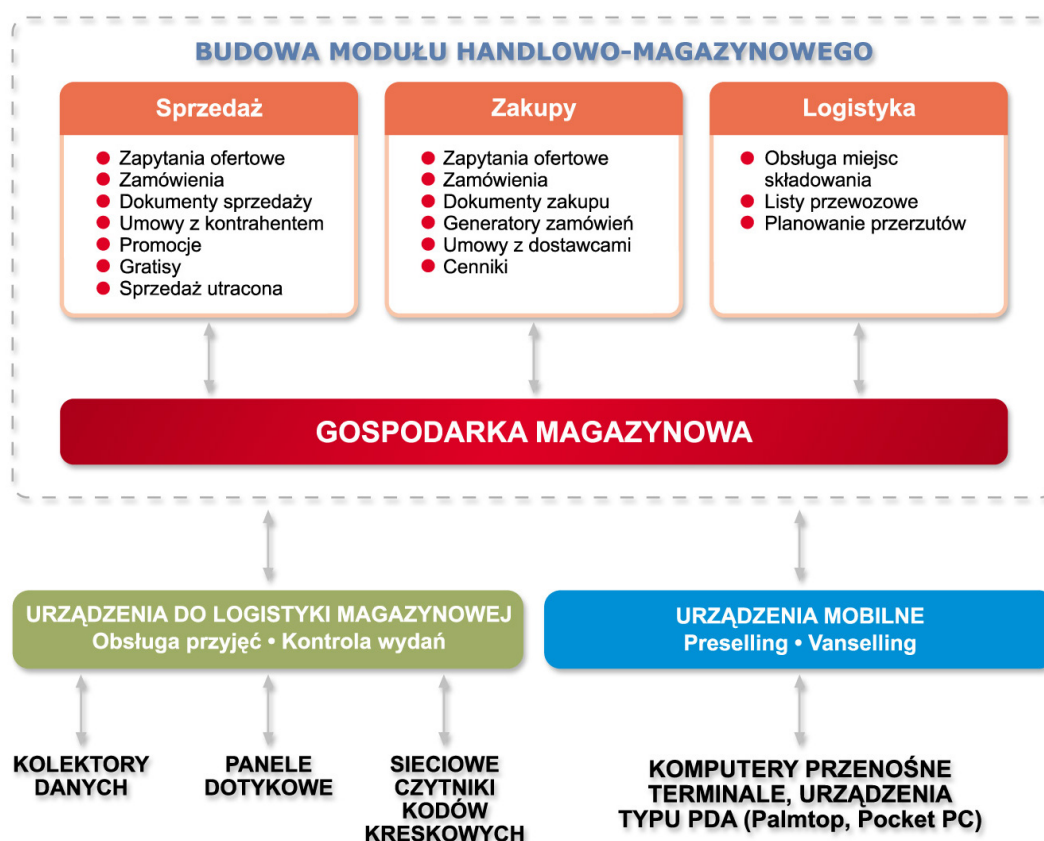 BUDOWA MODUŁU HANDLOWO-MAGAZYNOWEGO
Sprzedaż
Zapytania ofertowe
Zamówienia
Dokumenty sprzedaży
Umowy z kontrahentem
Promocje
Gratisy
Sprzedaż utracona
Zakupy
Zapytania ofertowe
Zamówienia
Dokumenty zakupu
Generatory zamówień
Umowy z dostawcami
Cenniki
Logistyka
Obsługa miejsc
składowania
Listy przewozowe
Planowanie przerzutów
GOSPODARKA MAGAZYNOWA
URZĄDZENIA DO LOGISTYKI MAGAZYNOWEJ
Obsługa przyjęć • Kontrola wydań
URZĄDZENIA MOBILNE
Preselling • Vanselling
KOLEKTORY
DANYCH
PANELE
DOTYKOWE
SIECIOWE
CZYTNIKI
KODÓW
KRESKOWYCH
KOMPUTERY PRZENOŚNE
TERMINALE, URZĄDZENIA
TYPU PDA (Palmtop, Pocket PC)